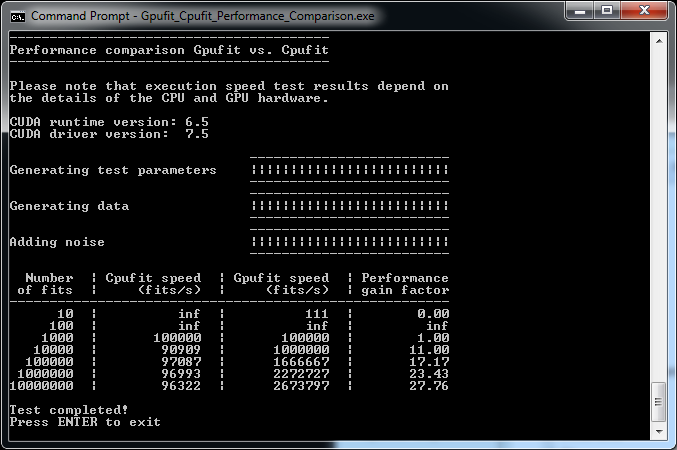 Command Prompt - Gpufit_Cpufit_Performance_Comparison.exe
----------------------------------------
Performance comparison Gpufit vs. Cpufit
----------------------------------------
Please note that execution speed test results depend on
the details of the CPU and GPU hardware.
CUDA runtime version: 6.5
CUDA driver version:  7.5
Generating test parameters    |||||||||||||||||||||||||
Generating data               |||||||||||||||||||||||||
Adding noise                  |||||||||||||||||||||||||
Number  ¦  Cpufit speed  ¦  Gpufit speed  ¦  Performance
of fits  ¦      (fits/s)  ¦      (fits/s)  ¦  gain factor
-------------------------------------------------------
10  ¦           inf  ¦           111  ¦         0.00
100  ¦           inf  ¦           inf  ¦          inf
1000  ¦        100000  ¦        100000  ¦         1.00
10000  ¦         90909  ¦       1000000  ¦        11.00
100000  ¦         97087  ¦       1666667  ¦        17.17
1000000  ¦         96993  ¦       2272727  ¦        23.43
10000000  ¦         96322  ¦       2673797  ¦        27.76
Test completed!
Press ENTER to exit